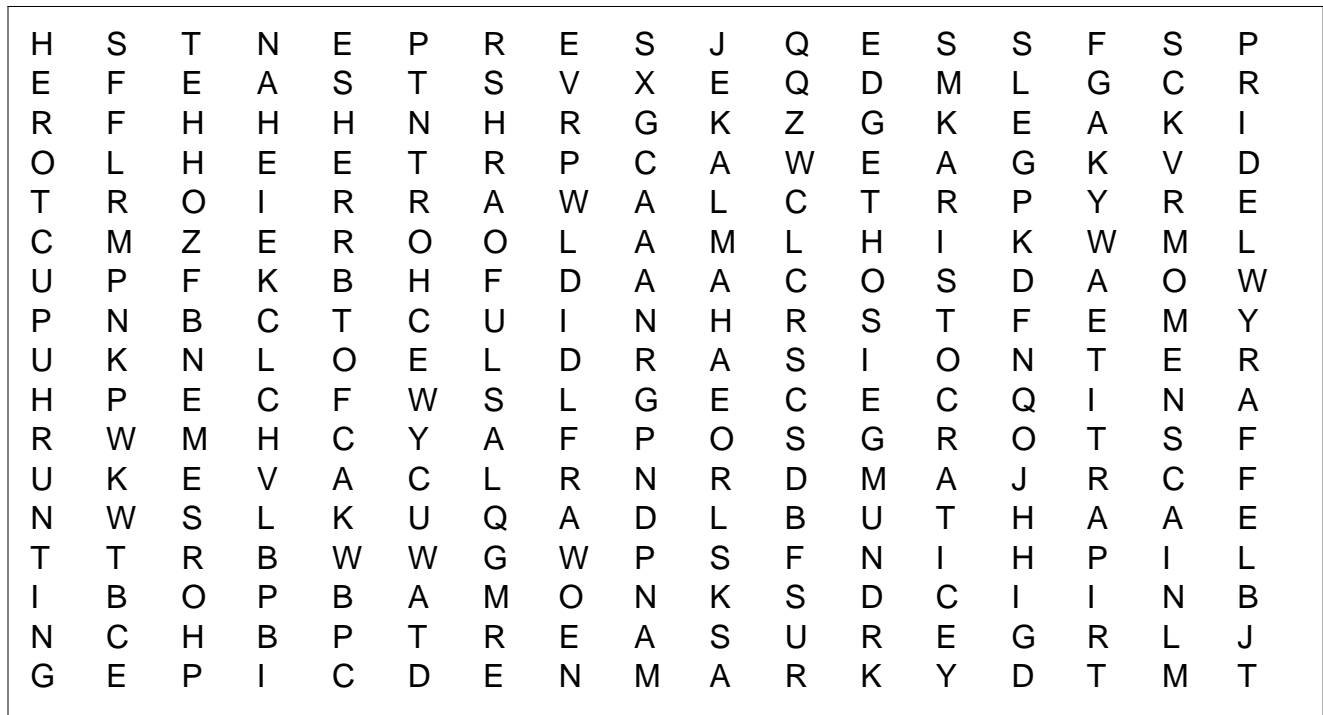 H S T N E P R E S J Q E S S F S P
E F E A S T S V X E Q D M L G C R
R F H H H N H R G K Z G K E A K I
O L H E E T R P C A W E A G K V D
T R O I R R A W A L C T R P Y R E
C M Z E R O O L A M L H I K W M L
U P F K B H F D A A C O S D A O W
P N B C T C U I N H R S T F E M Y
U K N L O E L D R A S I O N T E R
H P E C F W S L G E C E C Q I N A
R W M H C Y A F P O S G R O T S F
U K E V A C L R N R D M A J R C F
N W S L K U Q A D L B U T H A A E
T T R B W W G W P S F N I H P I L
I B O P B A M O N K S D C I I N B
N C H B P T R E A S U R E G R L J
G E P I C D E N M A R K Y D T M T